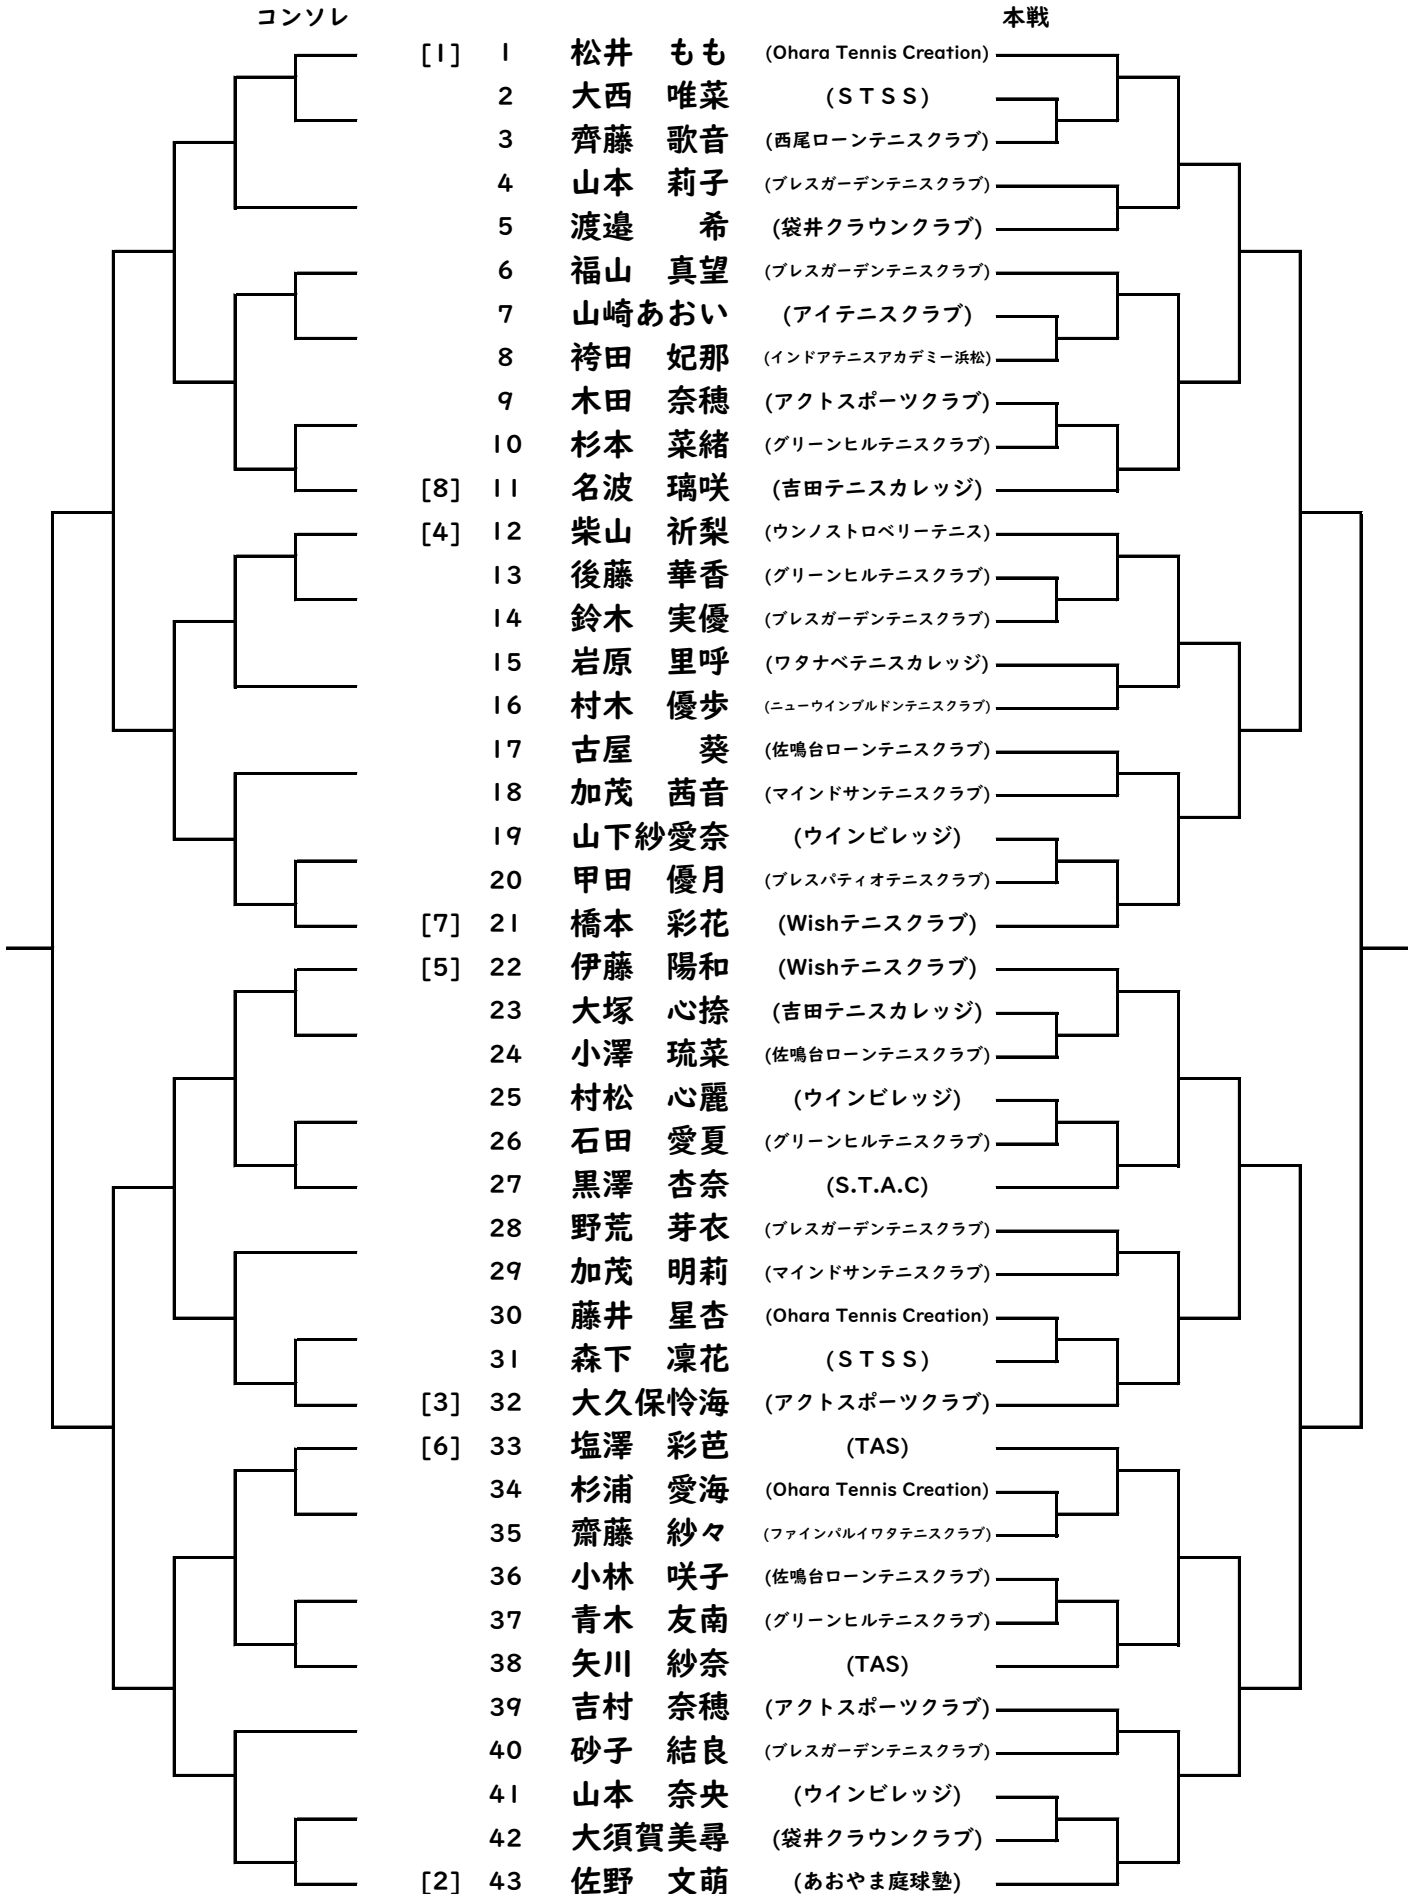 コンソレ 本戦
[1] 1 松井 もも (Ohara Tennis Creation)
2 大西 唯菜 (ＳＴＳＳ)
3 齊藤 歌音 (西尾ローンテニスクラブ)
4 山本 莉子 (ブレスガーデンテニスクラブ)
5 渡邉 希 (袋井クラウンクラブ)
6 福山 真望 (ブレスガーデンテニスクラブ)
7 山崎あおい (アイテニスクラブ)
8 袴田 妃那 (インドアテニスアカデミー浜松)
9 木田 奈穂 (アクトスポーツクラブ)
10 杉本 菜緒 (グリーンヒルテニスクラブ)
[8] 11 名波 璃咲 (吉田テニスカレッジ)
[4] 12 柴山 祈梨 (ウンノストロベリーテニス)
13 後藤 華香 (グリーンヒルテニスクラブ)
14 鈴木 実優 (ブレスガーデンテニスクラブ)
15 岩原 里呼 (ワタナベテニスカレッジ)
16 村木 優歩 (ニューウインブルドンテニスクラブ)
17 古屋 葵 (佐鳴台ローンテニスクラブ)
18 加茂 茜音 (マインドサンテニスクラブ)
19 山下紗愛奈 (ウインビレッジ)
20 甲田 優月 (ブレスパティオテニスクラブ)
[7] 21 橋本 彩花 (Wishテニスクラブ)
[5] 22 伊藤 陽和 (Wishテニスクラブ)
23 大塚 心捺 (吉田テニスカレッジ)
24 小澤 琉菜 (佐鳴台ローンテニスクラブ)
25 村松 心麗 (ウインビレッジ)
26 石田 愛夏 (グリーンヒルテニスクラブ)
27 黒澤 杏奈 (S.T.A.C)
28 野荒 芽衣 (ブレスガーデンテニスクラブ)
29 加茂 明莉 (マインドサンテニスクラブ)
30 藤井 星杏 (Ohara Tennis Creation)
31 森下 凜花 (ＳＴＳＳ)
[3] 32 大久保怜海 (アクトスポーツクラブ)
[6] 33 塩澤 彩芭 (TAS)
34 杉浦 愛海 (Ohara Tennis Creation)
35 齋藤 紗々 (ファインパルイワタテニスクラブ)
36 小林 咲子 (佐鳴台ローンテニスクラブ)
37 青木 友南 (グリーンヒルテニスクラブ)
38 矢川 紗奈 (TAS)
39 吉村 奈穂 (アクトスポーツクラブ)
40 砂子 結良 (ブレスガーデンテニスクラブ)
41 山本 奈央 (ウインビレッジ)
42 大須賀美尋 (袋井クラウンクラブ)
[2] 43 佐野 文萌 (あおやま庭球塾)